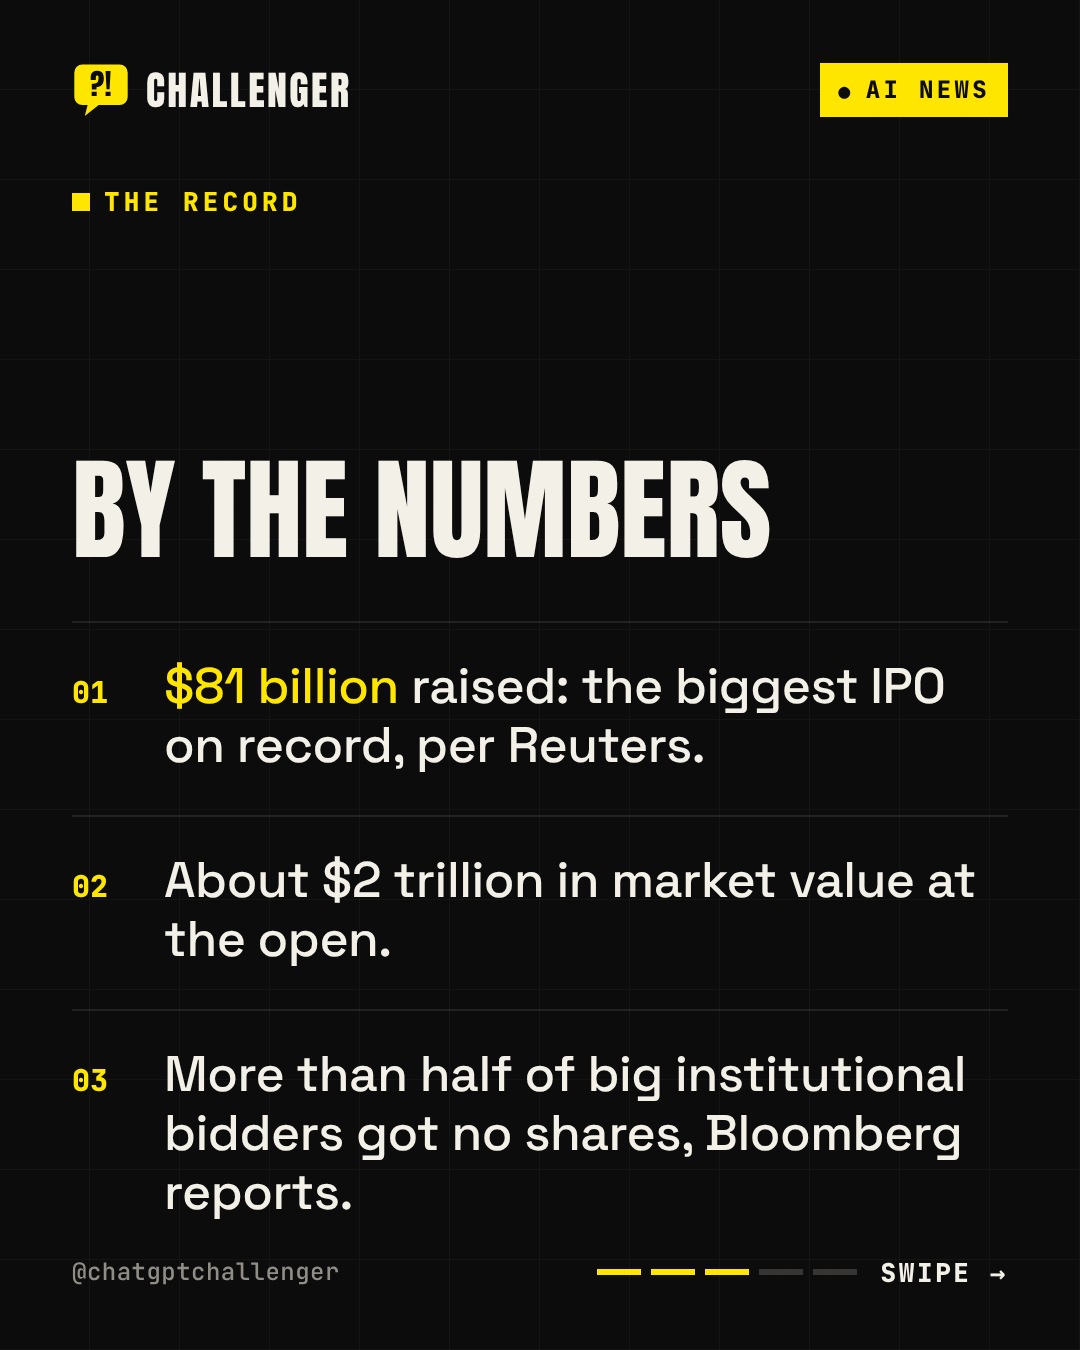 ?! CHALLENGER
● AI NEWS
THE RECORD
BY THE NUMBERS
01 $81 billion raised: the biggest IPO
on record, per Reuters.
02 About $2 trillion in market value at
the open.
03 More than half of big institutional
bidders got no shares, Bloomberg
reports.
@chatgptchallenger
SWIPE →